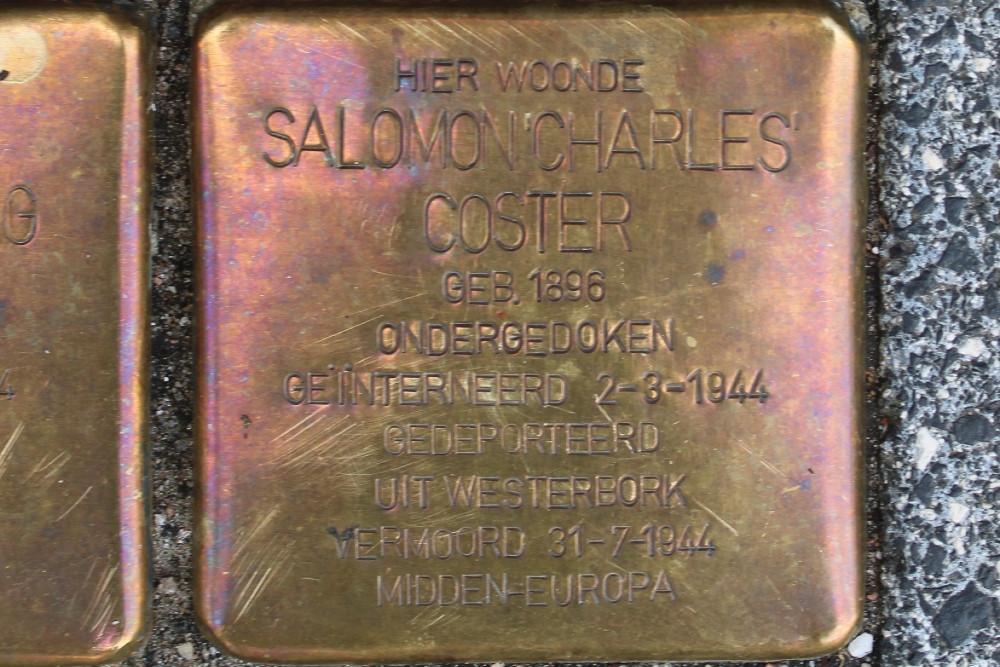 HIER WOONDE
SALOMON 'CHARLES'
COSTER
GEB. 1896
ONDERGEDOKEN
GEÏNTERNEERD 2-3-1944
GEDEPORTEERD
UIT WESTERBORK
VERMOORD 31-7-1944
MIDDEN-EUROPA
G
4